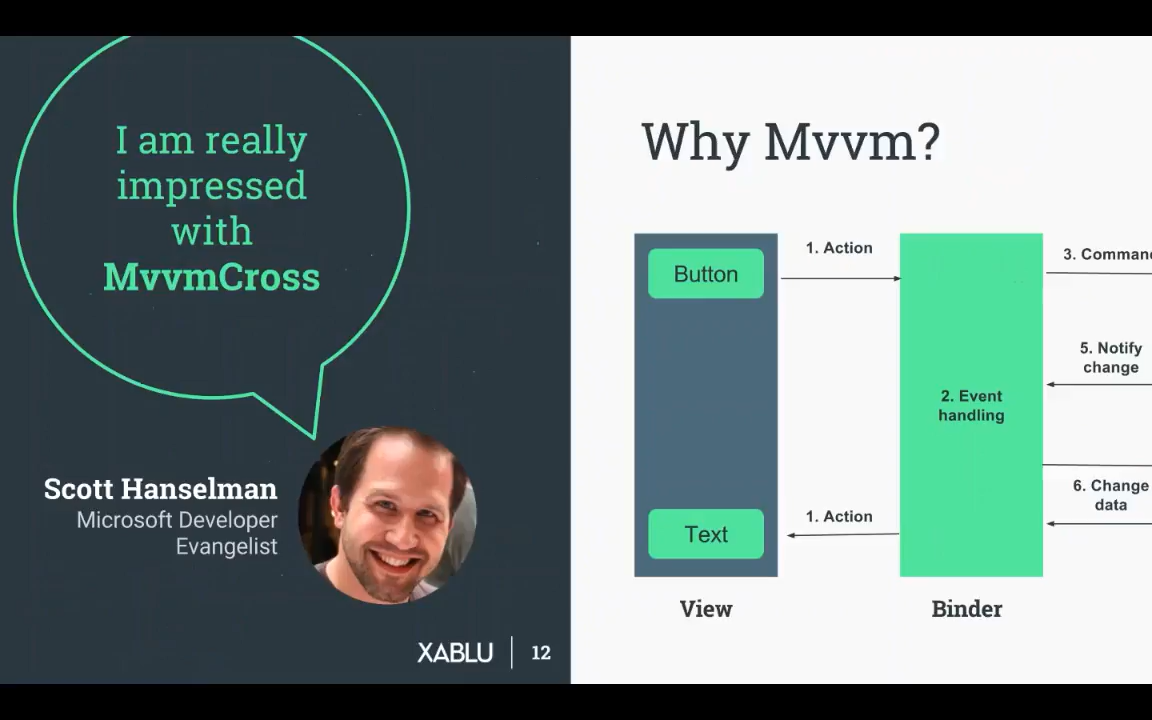 I am really
impressed
with
MvvmCross
Scott Hanselman
Microsoft Developer
Evangelist
XABLU
12
Why Mvvm?
Button
1. Action
3. Comman
5. Notify
change
2. Event
handling
6. Change
data
Text
1. Action
View
Binder